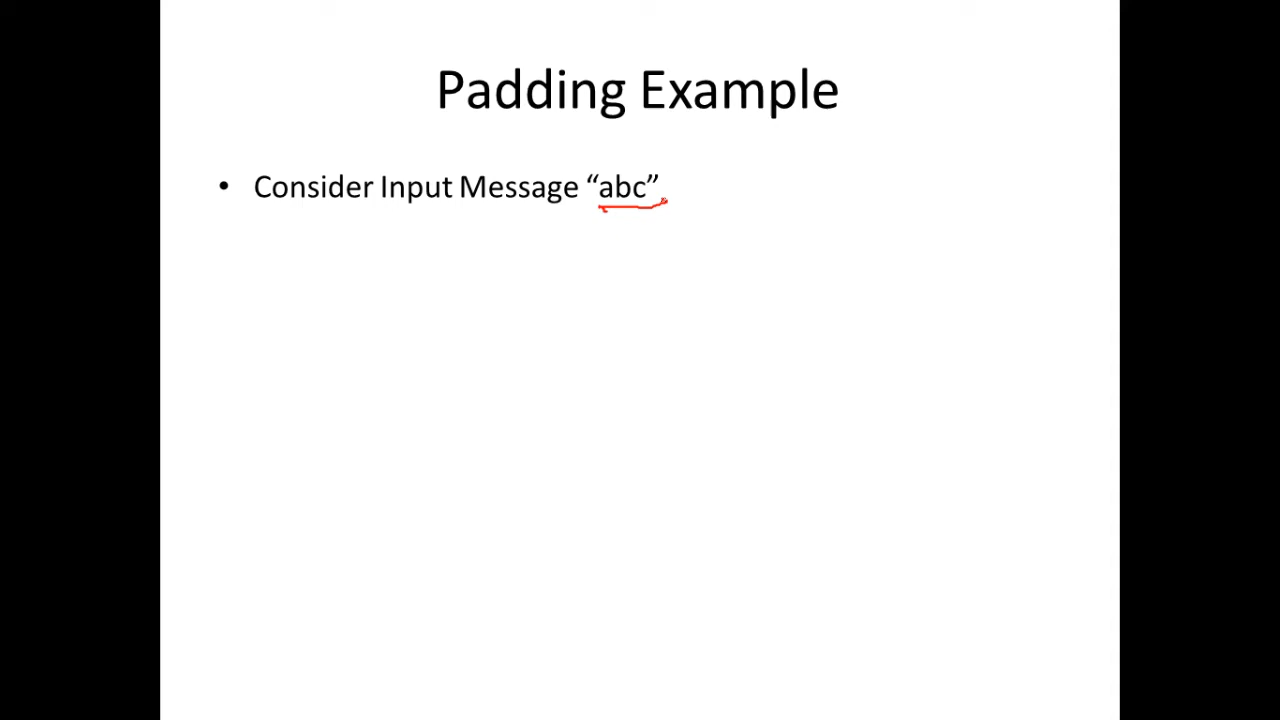 Padding Example
• Consider Input Message “abc”